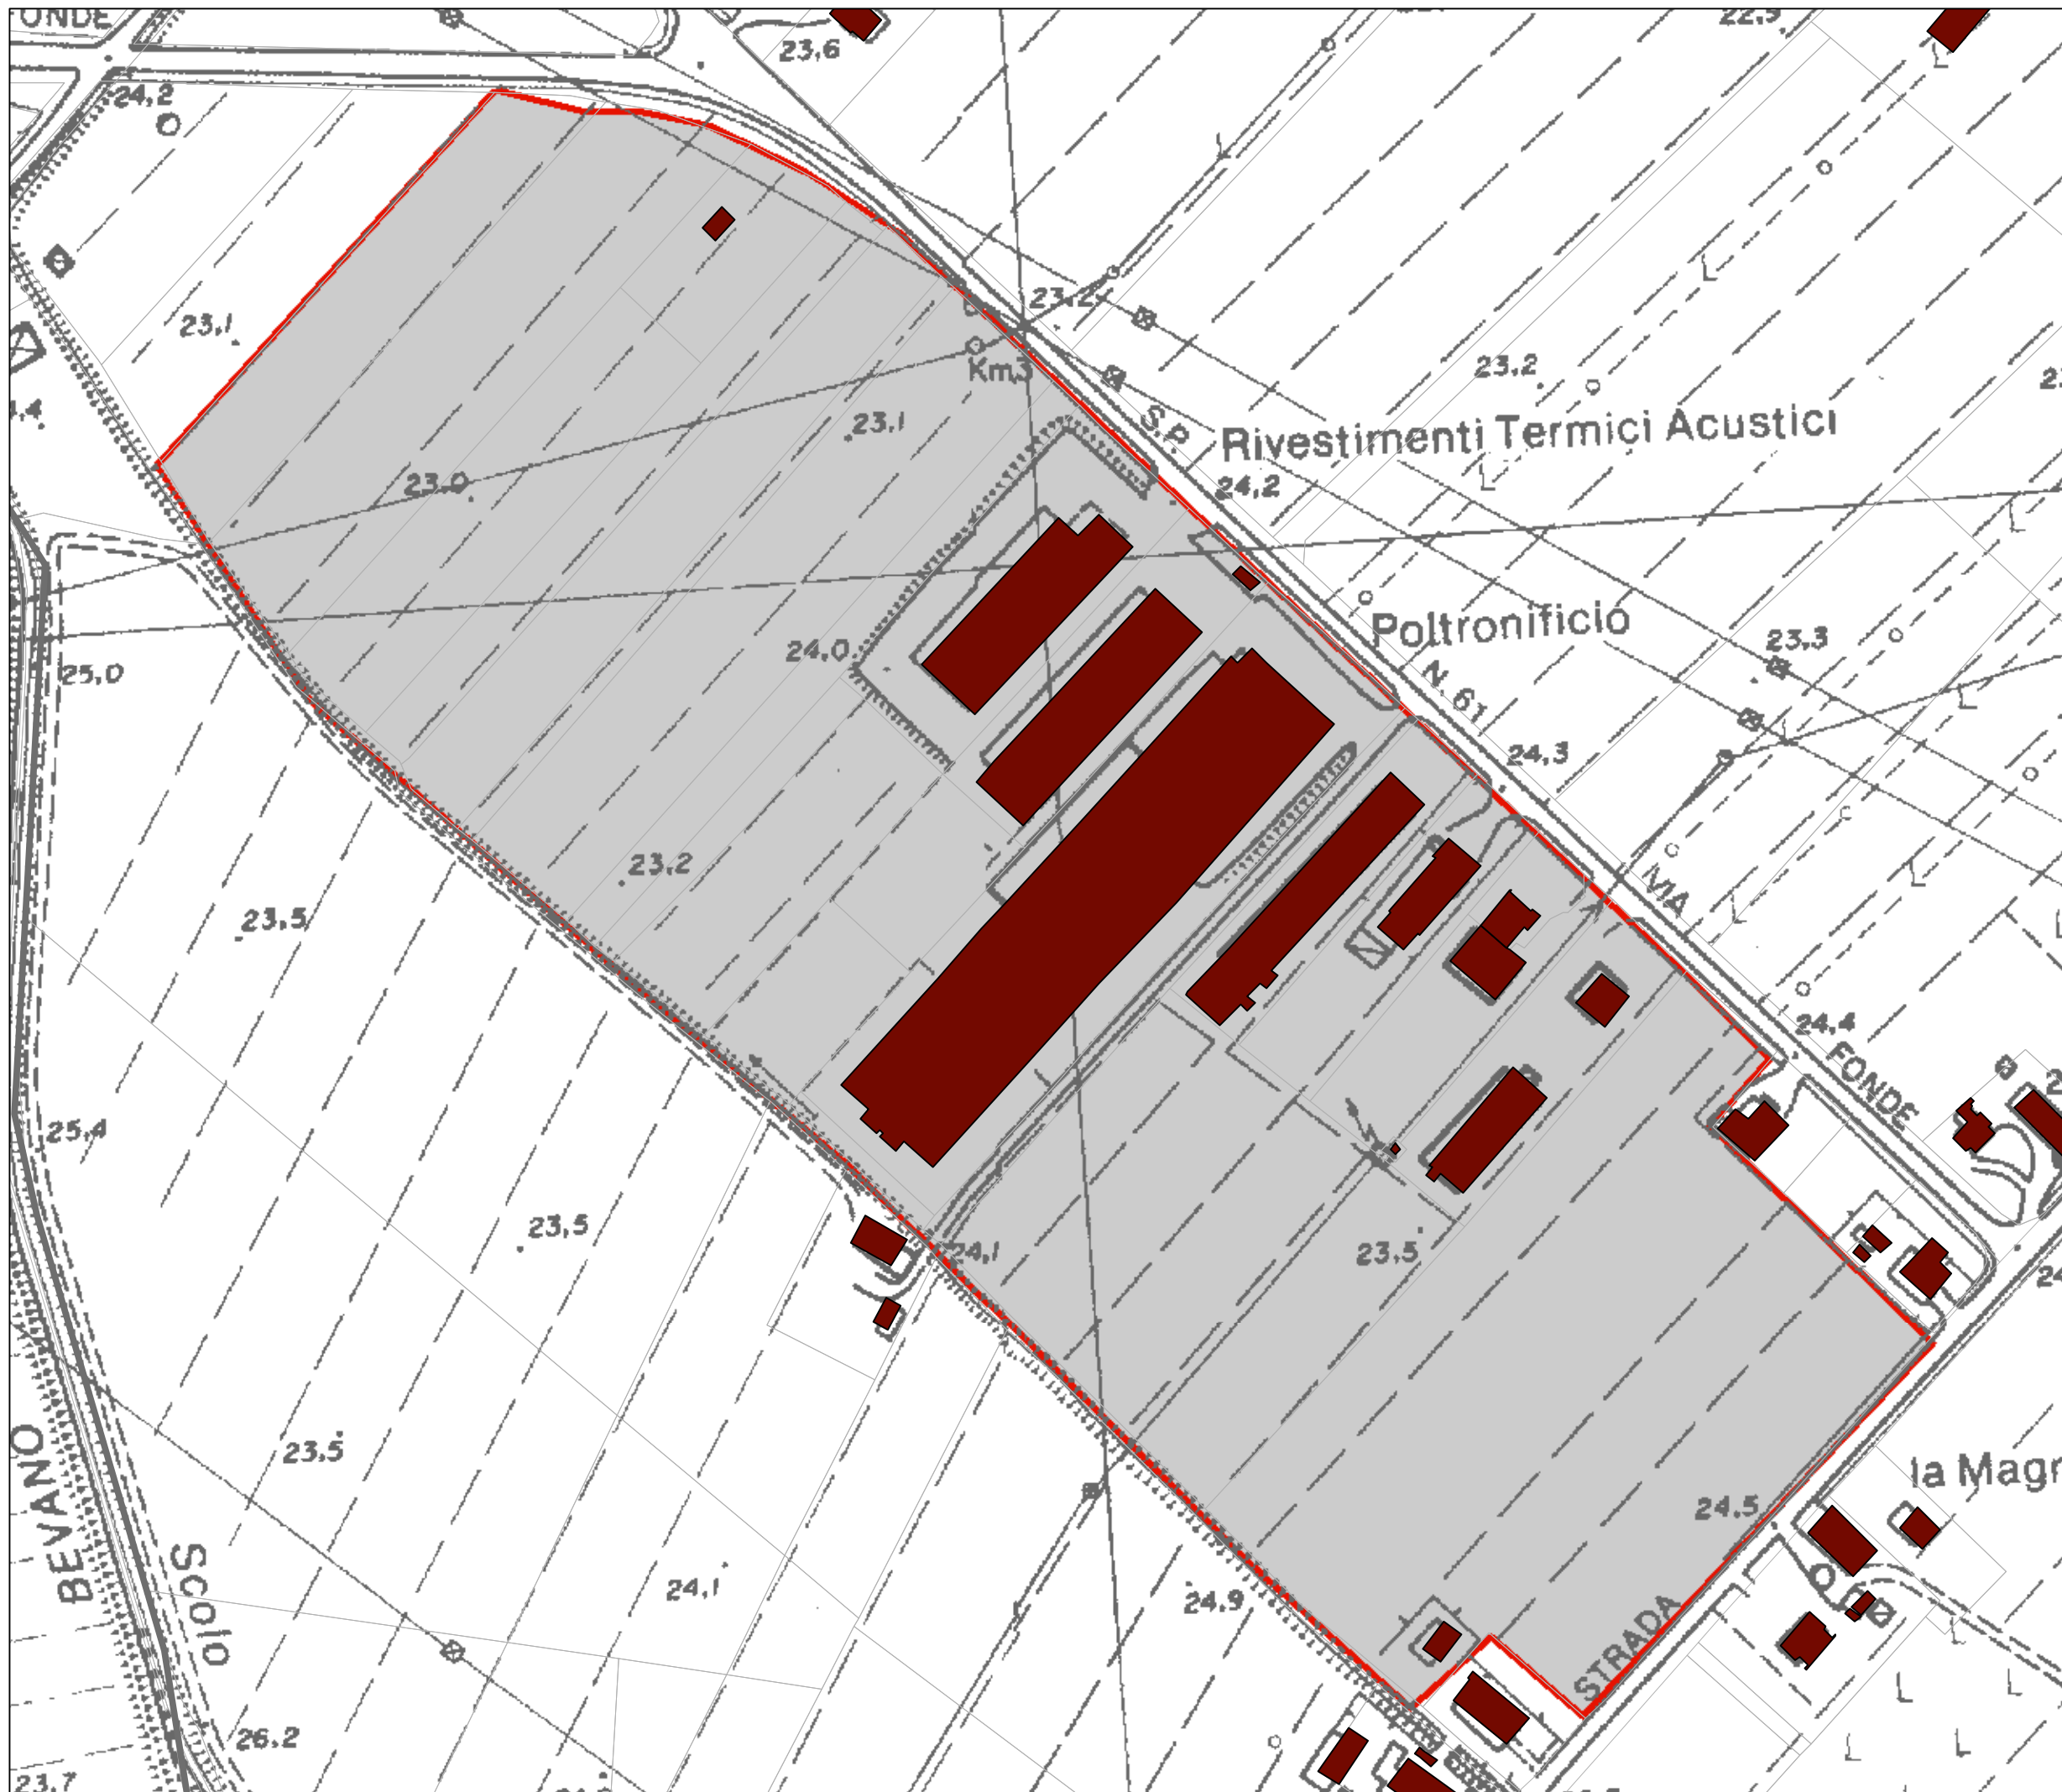 ONDE
22,9
23,6
24,2
23,1
23,2
Km3
23,2
S.P.
Rivestimenti Termici Acustici
23,1
23,0
24,2
Poltronificio
23,3
24,0
25,0
N. 61
24,3
23,2
VIA
23,5
24,4
FONDE
25,4
23,5
24,1
23,5
BEVANO
23,5
la Magr
24,5
Scolo
24,1
24,9
STRADA
26,2
23,7